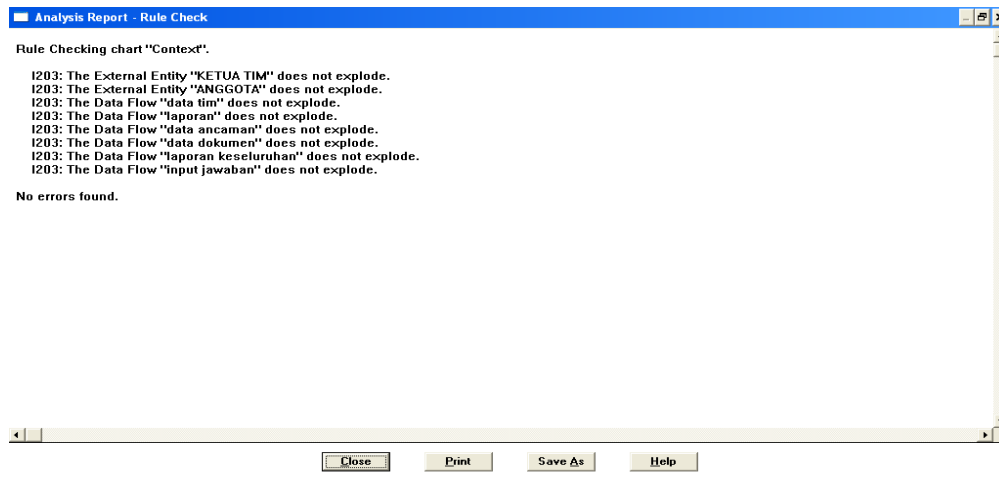 Analysis Report - Rule Check
Rule Checking chart "Context".
I203: The External Entity "KETUA TIM" does not explode.
I203: The External Entity "ANGGOTA" does not explode.
I203: The Data Flow "data tim" does not explode.
I203: The Data Flow "laporan" does not explode.
I203: The Data Flow "data ancaman" does not explode.
I203: The Data Flow "data dokumen" does not explode.
I203: The Data Flow "laporan keseluruhan" does not explode.
I203: The Data Flow "input jawaban" does not explode.
No errors found.
Close Print Save As Help